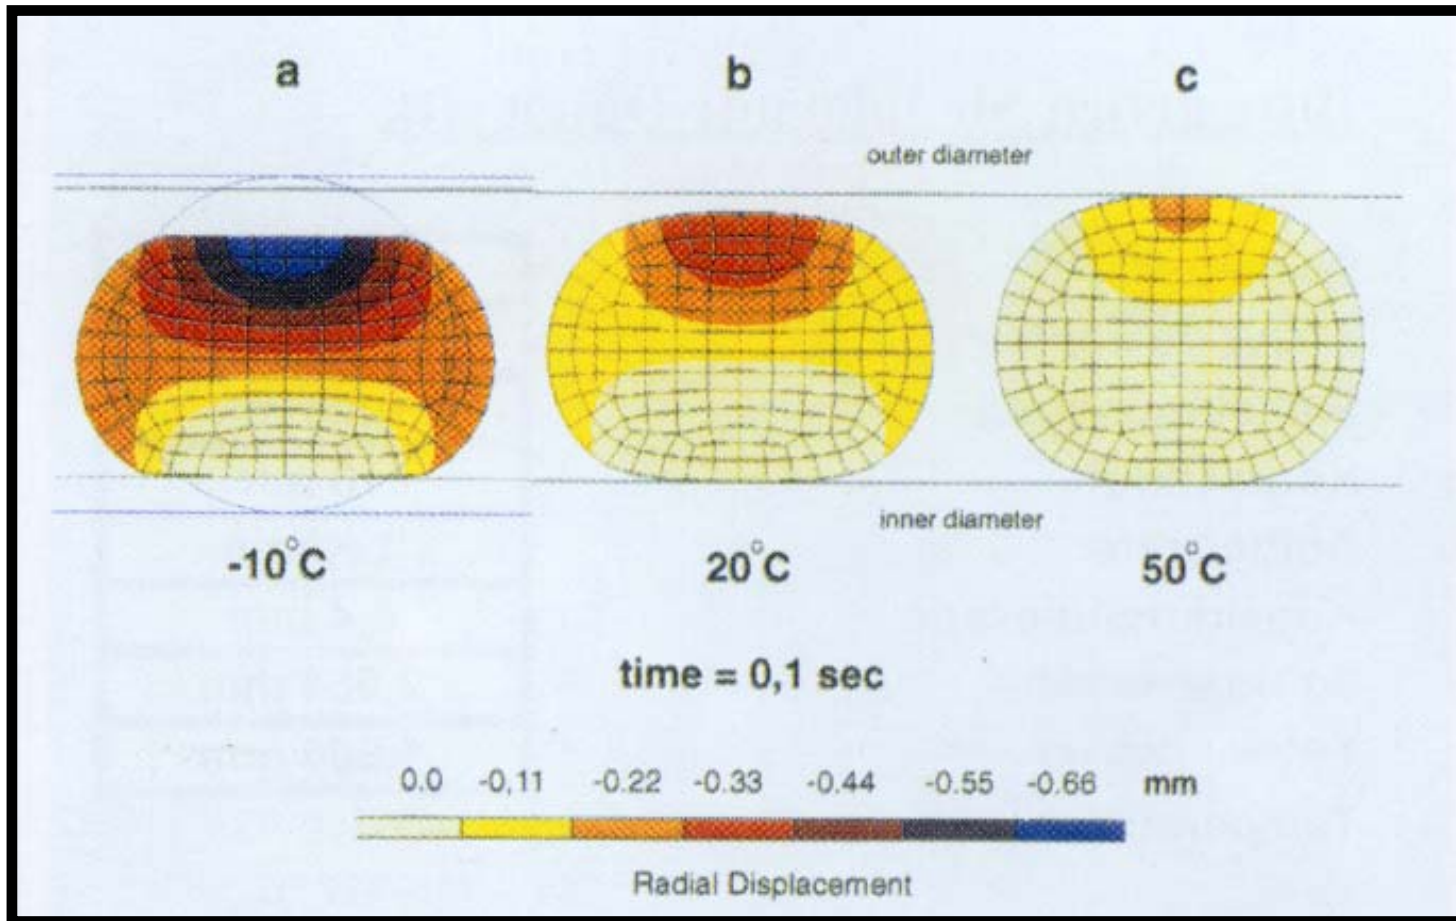 a b c
outer diameter
inner diameter
-10°C 20°C 50°C
time = 0,1 sec
0.0 -0,11 -0.22 -0.33 -0.44 -0.55 -0.66 mm
Radial Displacement